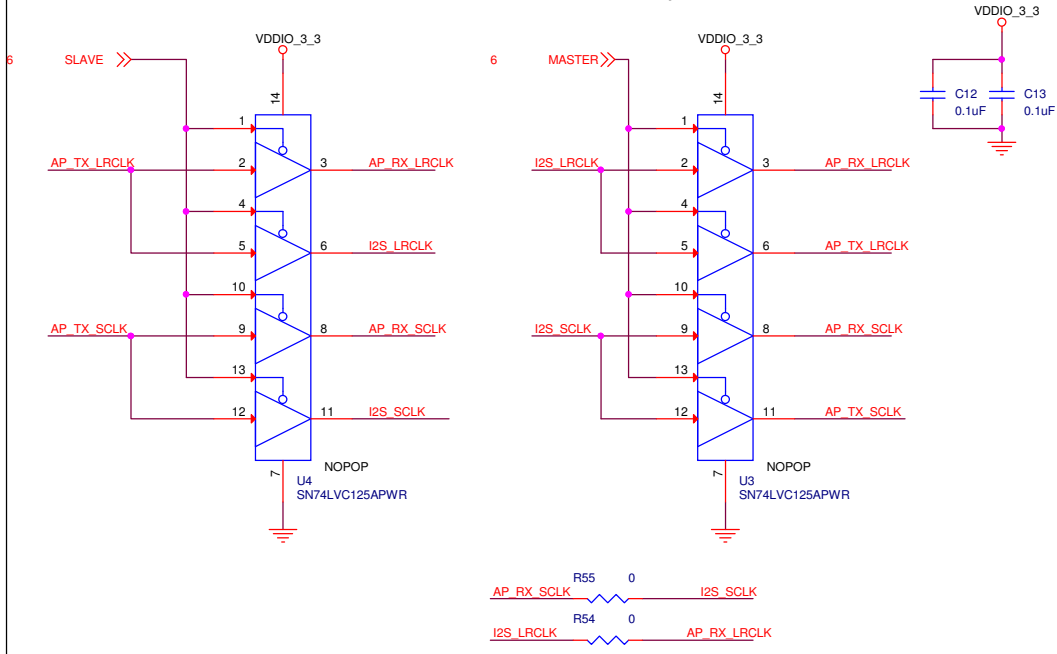 VDDIO_3_3
VDDIO_3_3
VDDIO_3_3
6
SLAVE
6
MASTER
14
14
C12
0.1uF
C13
0.1uF
1
1
AP_TX_LRCLK
2
3
AP_RX_LRCLK
I2S_LRCLK
2
3
AP_RX_LRCLK
4
4
5
6
I2S_LRCLK
5
6
AP_TX_LRCLK
10
10
AP_TX_SCLK
9
8
AP_RX_SCLK
I2S_SCLK
9
8
AP_RX_SCLK
13
13
12
11
I2S_SCLK
12
11
AP_TX_SCLK
7
NOPOP
U4
SN74LVC125APWR
7
NOPOP
U3
SN74LVC125APWR
R55
0
AP_RX_SCLK
I2S_SCLK
R54
0
I2S_LRCLK
AP_RX_LRCLK